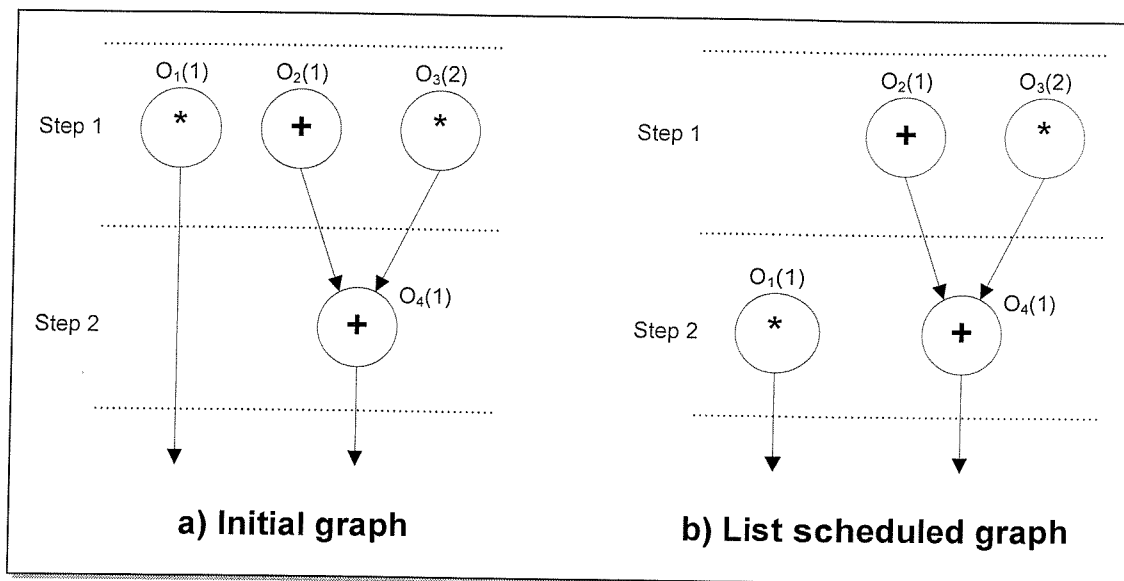 O₁(1) O₂(1) O₃(2)
Step 1 * + *
O₄(1)
Step 2 +
a) Initial graph
O₂(1) O₃(2)
Step 1 + *
O₁(1) O₄(1)
Step 2 * +
b) List scheduled graph